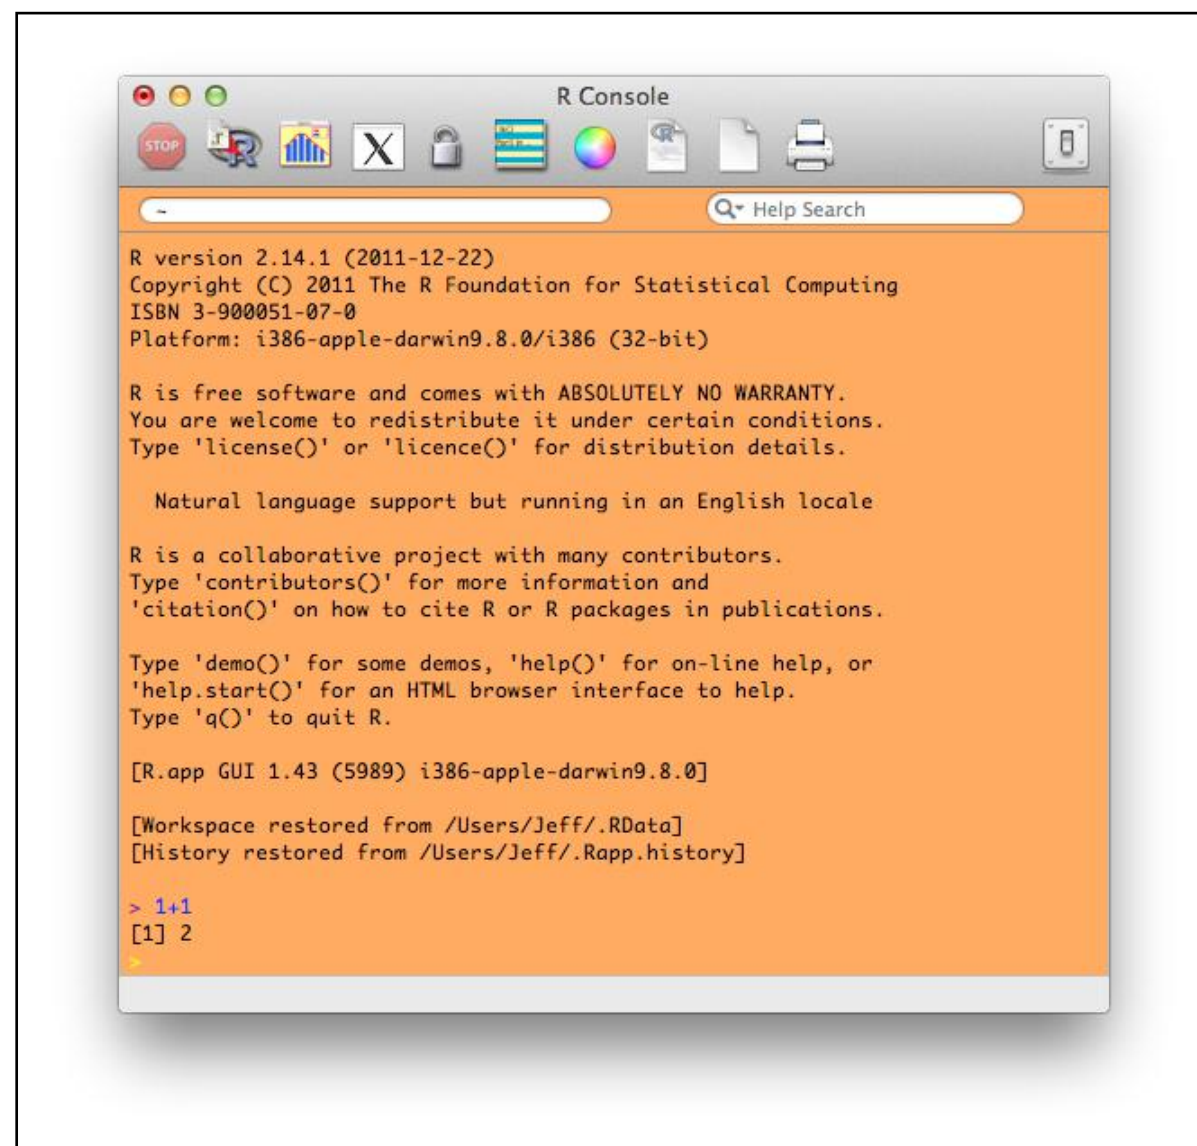 R Console
STOP
R
X
R
~
Help Search
R version 2.14.1 (2011-12-22)
Copyright (C) 2011 The R Foundation for Statistical Computing
ISBN 3-900051-07-0
Platform: i386-apple-darwin9.8.0/i386 (32-bit)
R is free software and comes with ABSOLUTELY NO WARRANTY.
You are welcome to redistribute it under certain conditions.
Type 'license()' or 'licence()' for distribution details.
Natural language support but running in an English locale
R is a collaborative project with many contributors.
Type 'contributors()' for more information and
'citation()' on how to cite R or R packages in publications.
Type 'demo()' for some demos, 'help()' for on-line help, or
'help.start()' for an HTML browser interface to help.
Type 'q()' to quit R.
[R.app GUI 1.43 (5989) i386-apple-darwin9.8.0]
[Workspace restored from /Users/Jeff/.RData]
[History restored from /Users/Jeff/.Rapp.history]
> 1+1
[1] 2
>